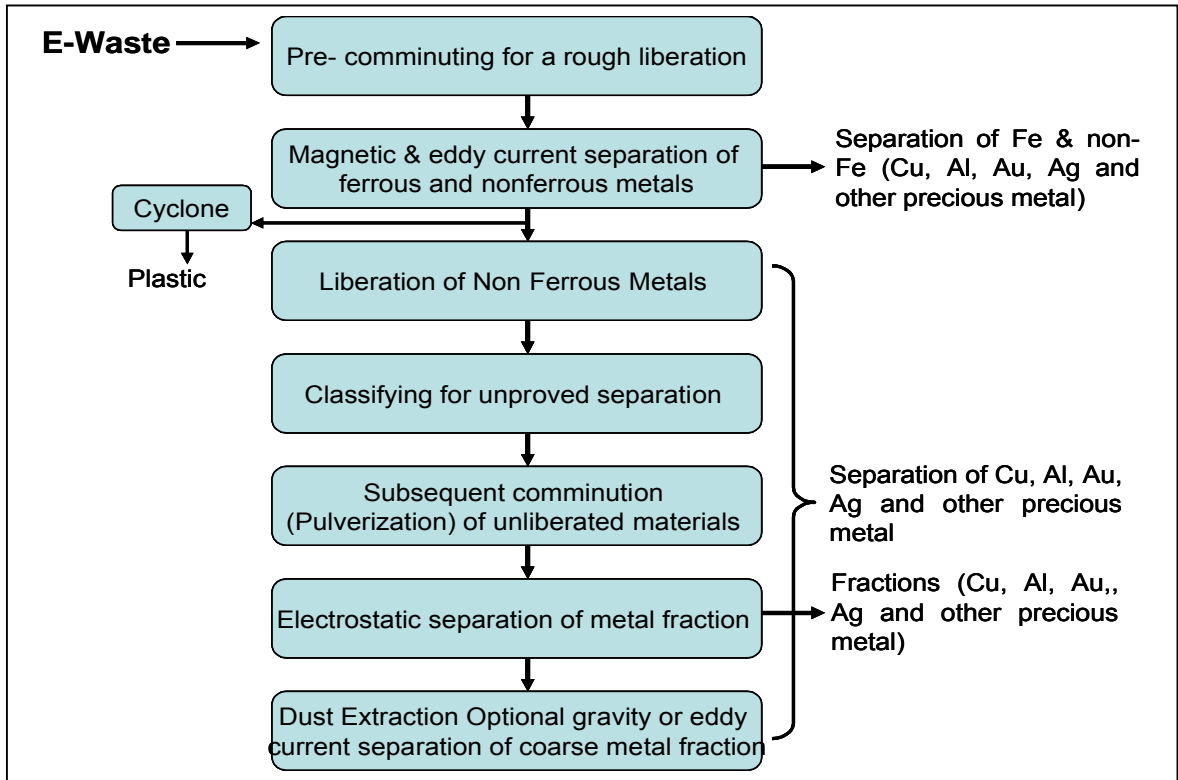 E-Waste
Pre- comminuting for a rough liberation
Magnetic & eddy current separation of
ferrous and nonferrous metals
Separation of Fe & non-
Fe (Cu, Al, Au, Ag and
other precious metal)
Cyclone
Plastic
Liberation of Non Ferrous Metals
Classifying for unproved separation
Subsequent comminution
(Pulverization) of unliberated materials
Separation of Cu, Al, Au,
Ag and other precious
metal
Electrostatic separation of metal fraction
Fractions (Cu, Al, Au,,
Ag and other precious
metal)
Dust Extraction Optional gravity or eddy
current separation of coarse metal fraction